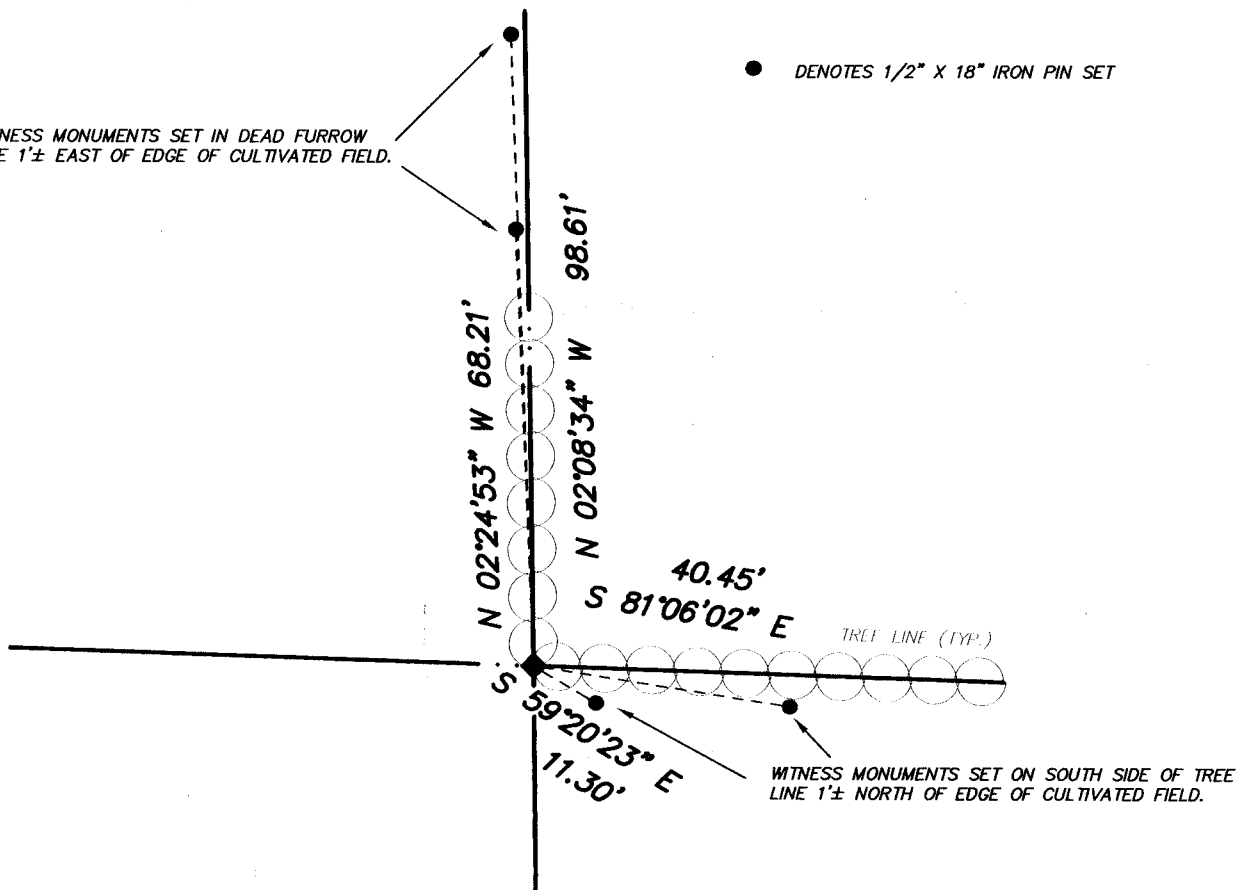 DENOTES 1/2" X 18" IRON PIN SET
NESS MONUMENTS SET IN DEAD FURROW
E 1'± EAST OF EDGE OF CULTIVATED FIELD.
N 02°24'53" W 68.21'
N 02°08'34" W 98.61'
40.45'
S 81°06'02" E
TREE LINE (TYP.)
S 59°20'23" E
11.30'
WITNESS MONUMENTS SET ON SOUTH SIDE OF TREE
LINE 1'± NORTH OF EDGE OF CULTIVATED FIELD.